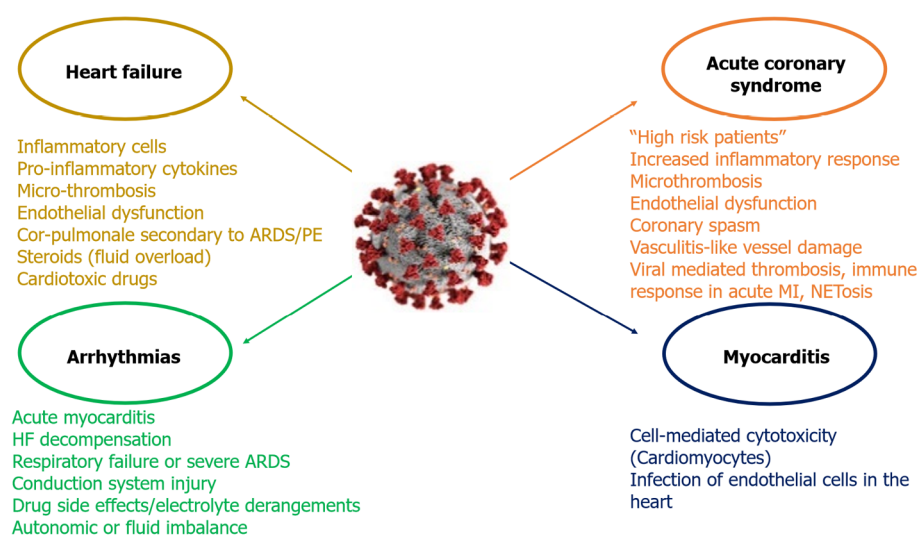 Heart failure
Inflammatory cells
Pro-inflammatory cytokines
Micro-thrombosis
Endothelial dysfunction
Cor-pulmonale secondary to ARDS/PE
Steroids (fluid overload)
Cardiotoxic drugs
Acute coronary
syndrome
“High risk patients”
Increased inflammatory response
Microthrombosis
Endothelial dysfunction
Coronary spasm
Vasculitis-like vessel damage
Viral mediated thrombosis, immune
response in acute MI, NETosis
Arrhythmias
Acute myocarditis
HF decompensation
Respiratory failure or severe ARDS
Conduction system injury
Drug side effects/electrolyte derangements
Autonomic or fluid imbalance
Myocarditis
Cell-mediated cytotoxicity
(Cardiomyocytes)
Infection of endothelial cells in the
heart